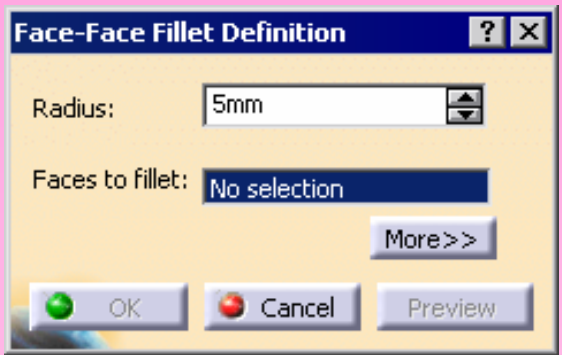 Face-Face Fillet Definition
Radius: 5mm
Faces to fillet: No selection
More>>
OK Cancel Preview